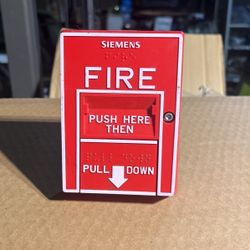 SIEMENS
FIRE
PUSH HERE
THEN
PULL DOWN